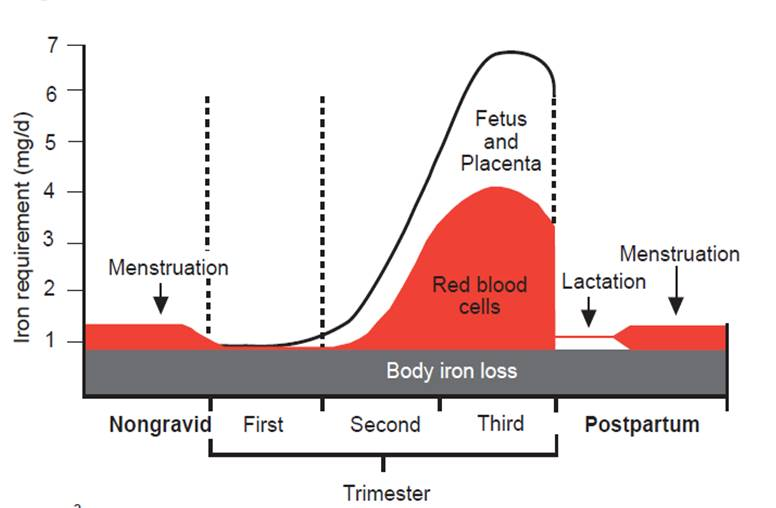 7
6
5
4
3
2
1
Iron requirement (mg/d)
Fetus
and
Placenta
Menstruation
Menstruation
Lactation
Red blood
cells
Body iron loss
Nongravid
First
Second
Third
Postpartum
Trimester